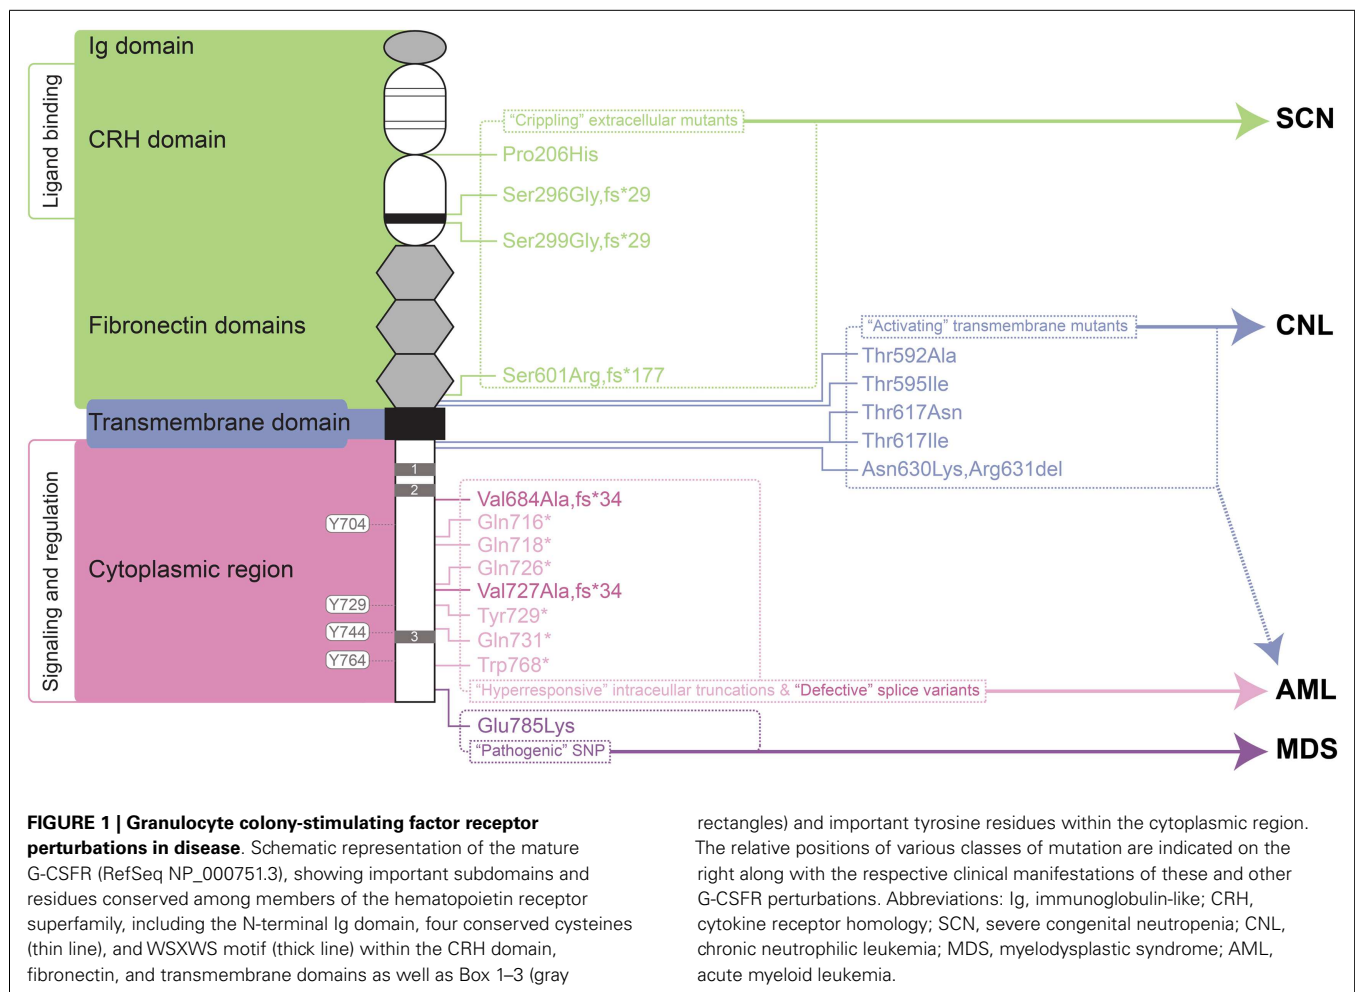 Ig domain
Ligand binding
CRH domain
Fibronectin domains
Transmembrane domain
Signaling and regulation
Cytoplasmic region
Y704
Y729
Y744
Y764
1
2
3
"Crippling" extracellular mutants
SCN
Pro206His
Ser296Gly,fs*29
Ser299Gly,fs*29
Ser601Arg,fs*177
"Activating" transmembrane mutants
CNL
Thr592Ala
Thr595Ile
Thr617Asn
Thr617Ile
Asn630Lys,Arg631del
Val684Ala,fs*34
Gln716*
Gln718*
Gln726*
Val727Ala,fs*34
Tyr729*
Gln731*
Trp768*
"Hyperresponsive" intraceullar truncations & "Defective" splice variants
AML
Glu785Lys
"Pathogenic" SNP
MDS
FIGURE 1 | Granulocyte colony-stimulating factor receptor
perturbations in disease. Schematic representation of the mature
G-CSFR (RefSeq NP_000751.3), showing important subdomains and
residues conserved among members of the hematopoietin receptor
superfamily, including the N-terminal Ig domain, four conserved cysteines
(thin line), and WSXWS motif (thick line) within the CRH domain,
fibronectin, and transmembrane domains as well as Box 1–3 (gray
rectangles) and important tyrosine residues within the cytoplasmic region.
The relative positions of various classes of mutation are indicated on the
right along with the respective clinical manifestations of these and other
G-CSFR perturbations. Abbreviations: Ig, immunoglobulin-like; CRH,
cytokine receptor homology; SCN, severe congenital neutropenia; CNL,
chronic neutrophilic leukemia; MDS, myelodysplastic syndrome; AML,
acute myeloid leukemia.